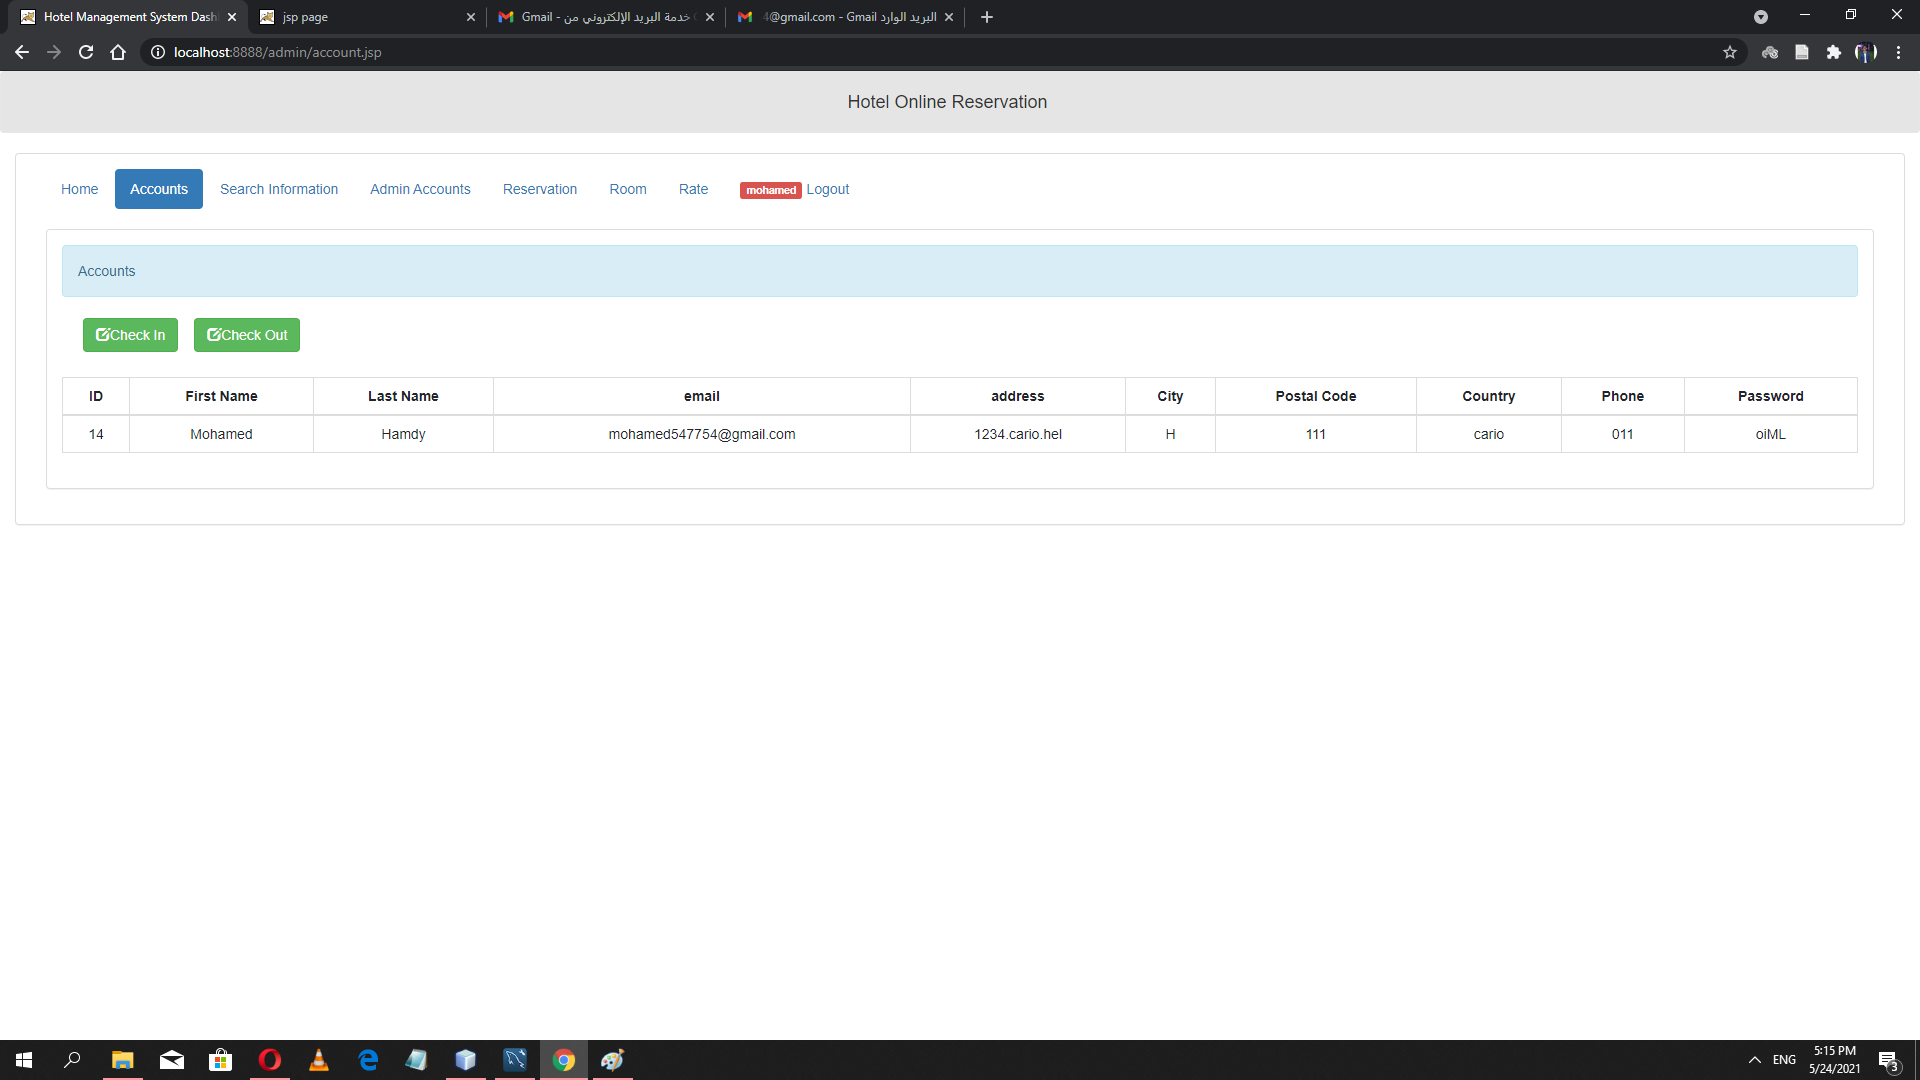 Hotel Management System Dash
jsp page
Gmail - خدمة البريد الإلكتروني من
4@gmail.com - Gmail البريد الوارد
localhost:8888/admin/account.jsp
Hotel Online Reservation
Home Accounts Search Information Admin Accounts Reservation Room Rate mohamed Logout
Accounts
Check In Check Out
ID First Name Last Name email address City Postal Code Country Phone Password
14 Mohamed Hamdy mohamed547754@gmail.com 1234.cario.hel H 111 cario 011 oiML
ENG
5:15 PM
5/24/2021
3